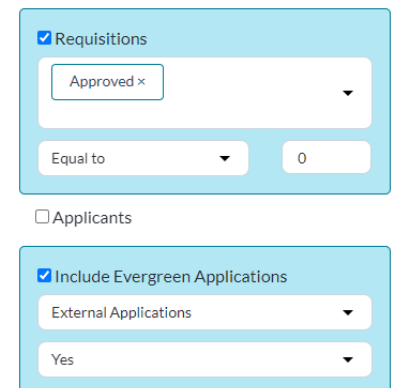 Requisitions
Approved ×
Equal to 0
Applicants
Include Evergreen Applications
External Applications
Yes